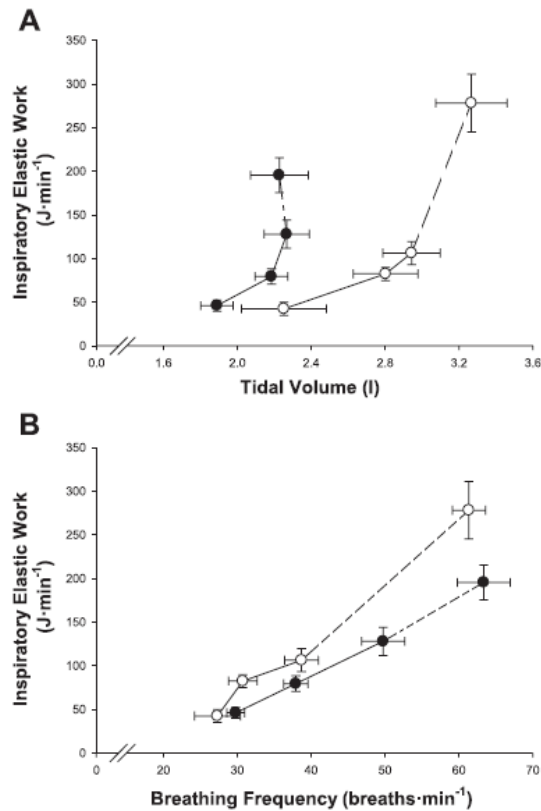 A
350
300
250
200
150
100
50
0
Inspiratory Elastic Work
(J·min⁻¹)
0.0 1.6 2.0 2.4 2.8 3.2 3.6
Tidal Volume (l)
B
350
300
250
200
150
100
50
0
Inspiratory Elastic Work
(J·min⁻¹)
0 20 30 40 50 60 70
Breathing Frequency (breaths·min⁻¹)